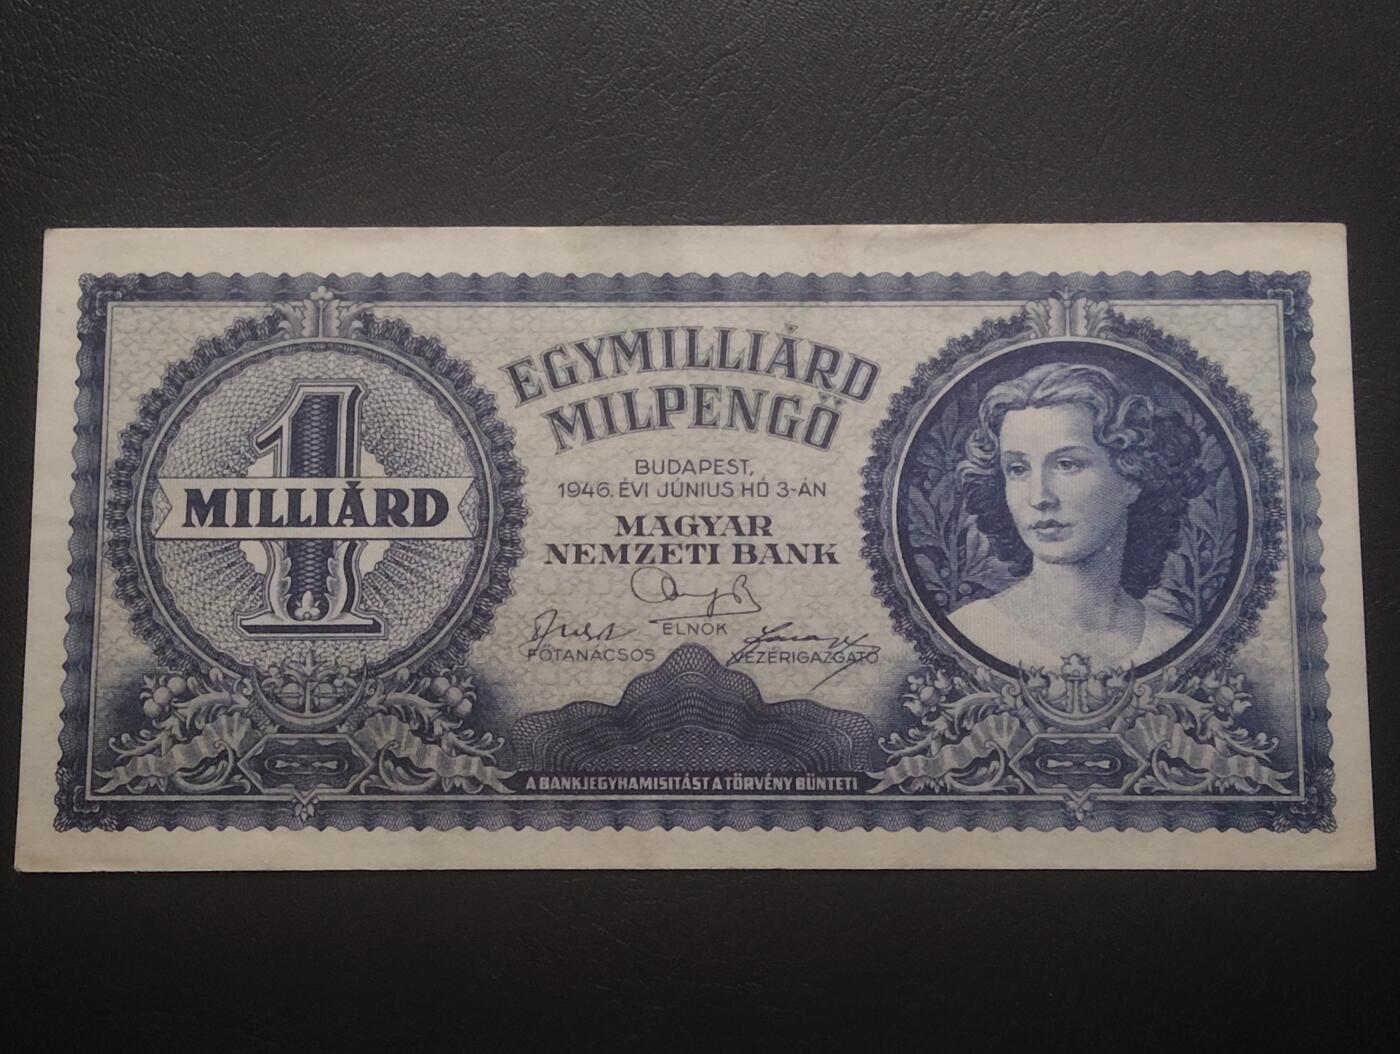 EGYMILLIÁRD
MILPENGŐ
1
MILLIÁRD
BUDAPEST,
1946. ÉVI JÚNIUS HÓ 3-ÁN
MAGYAR
NEMZETI BANK
ELNÖK
FŐTANÁCSOS VEZÉRIGAZGATÓ
A BANKJEGYHAMISITÁST A TÖRVÉNY BÜNTETI